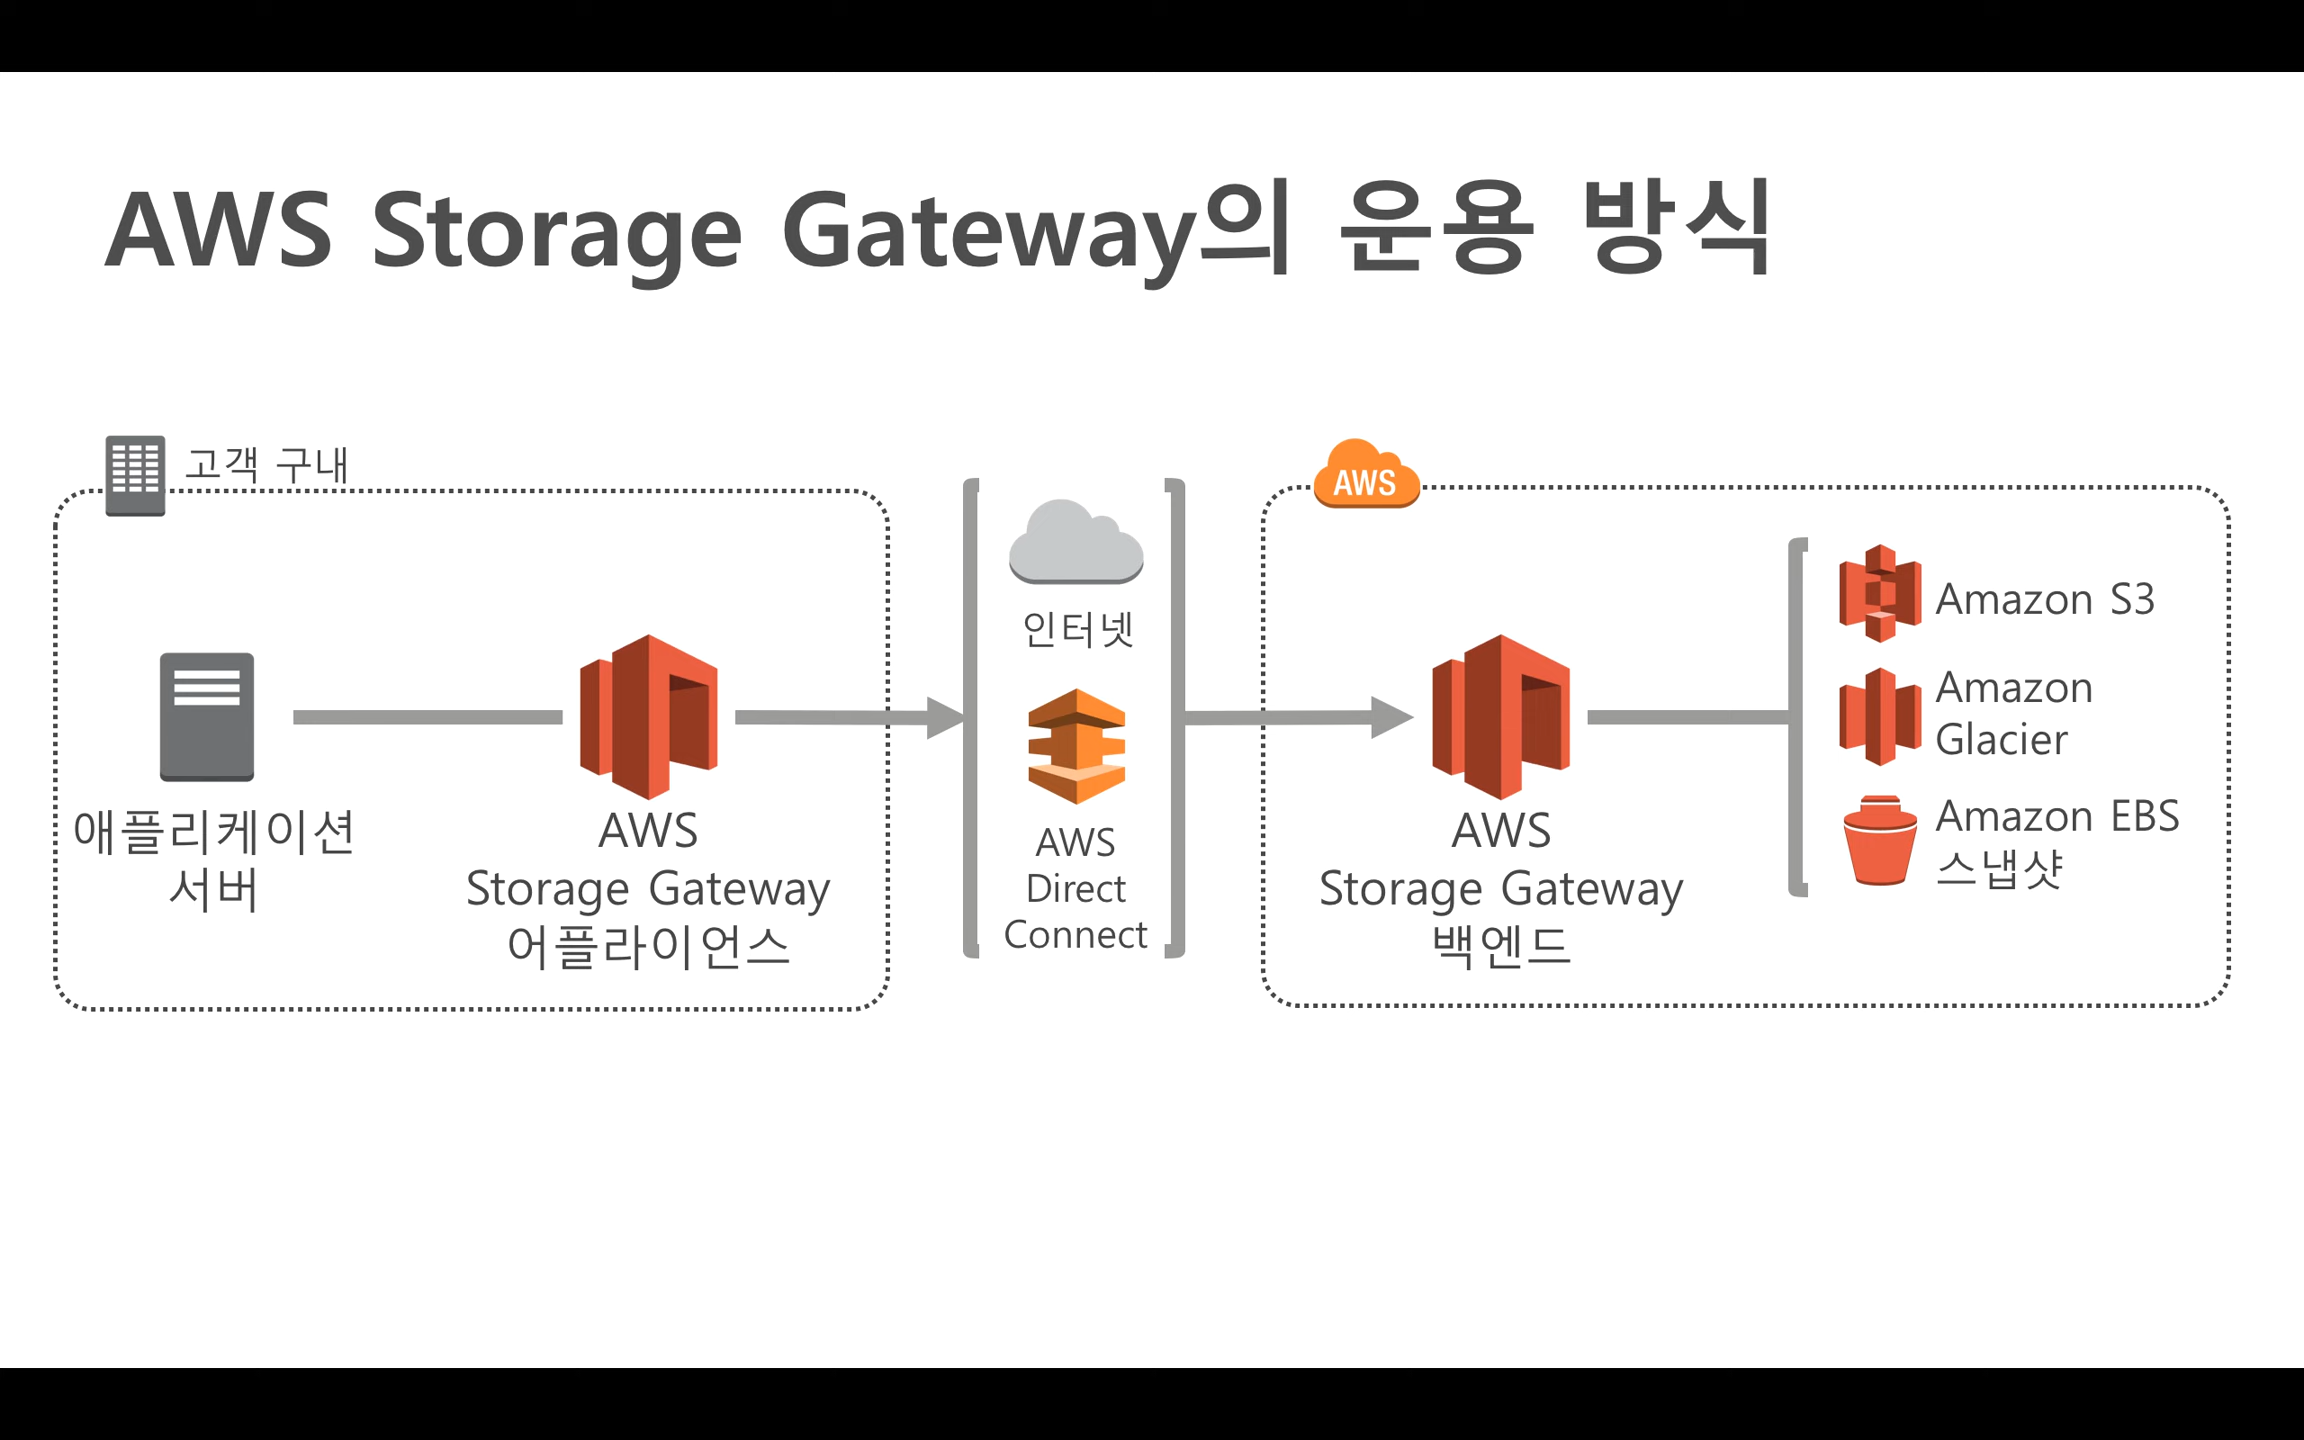 AWS Storage Gateway의 운용 방식
고객 구내
애플리케이션
서버
AWS
Storage Gateway
어플라이언스
인터넷
AWS
Direct
Connect
AWS
AWS
Storage Gateway
백엔드
Amazon S3
Amazon
Glacier
Amazon EBS
스냅샷